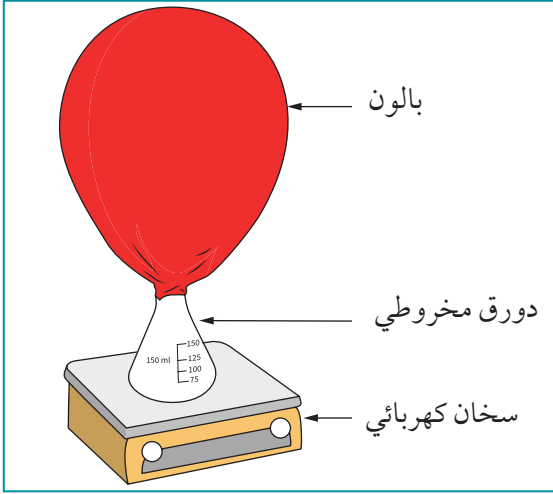 بالون
دورق مخروطي
150
150 ml
125
100
75
سخان كهربائي